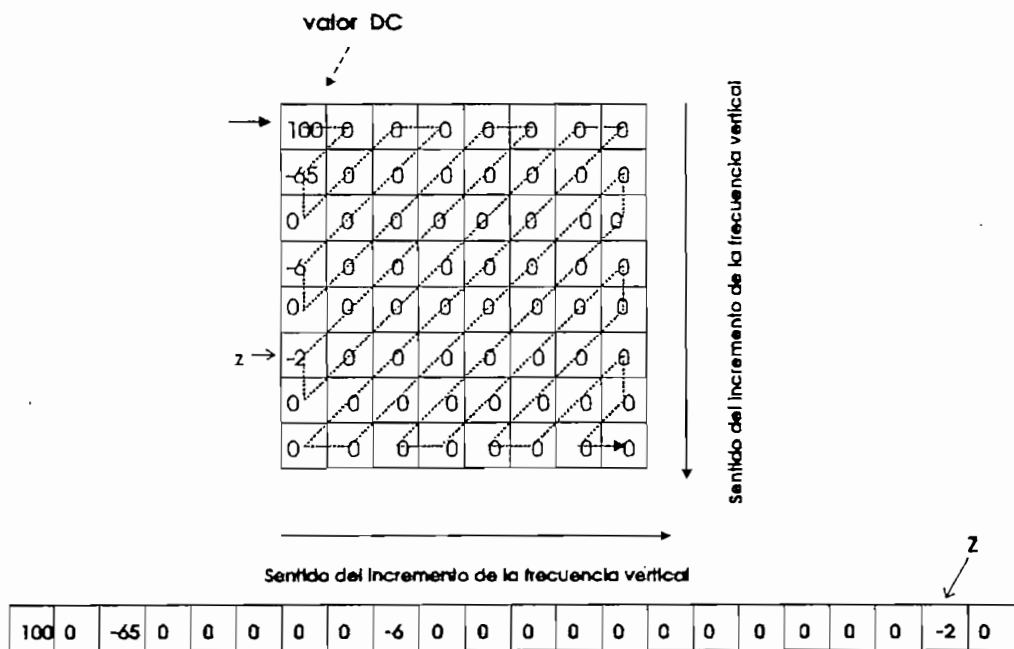 valor DC
100 0 0 0 0 0 0 0
-65 0 0 0 0 0 0 0
0 0 0 0 0 0 0 0
-6 0 0 0 0 0 0 0
0 0 0 0 0 0 0 0
z -2 0 0 0 0 0 0 0
0 0 0 0 0 0 0 0
0 0 0 0 0 0 0 0
Sentido del incremento de la frecuencia vertical
Sentido del incremento de la frecuencia vertical
z
100 0 -65 0 0 0 0 0 -6 0 0 0 0 0 0 0 0 0 0 0 -2 0